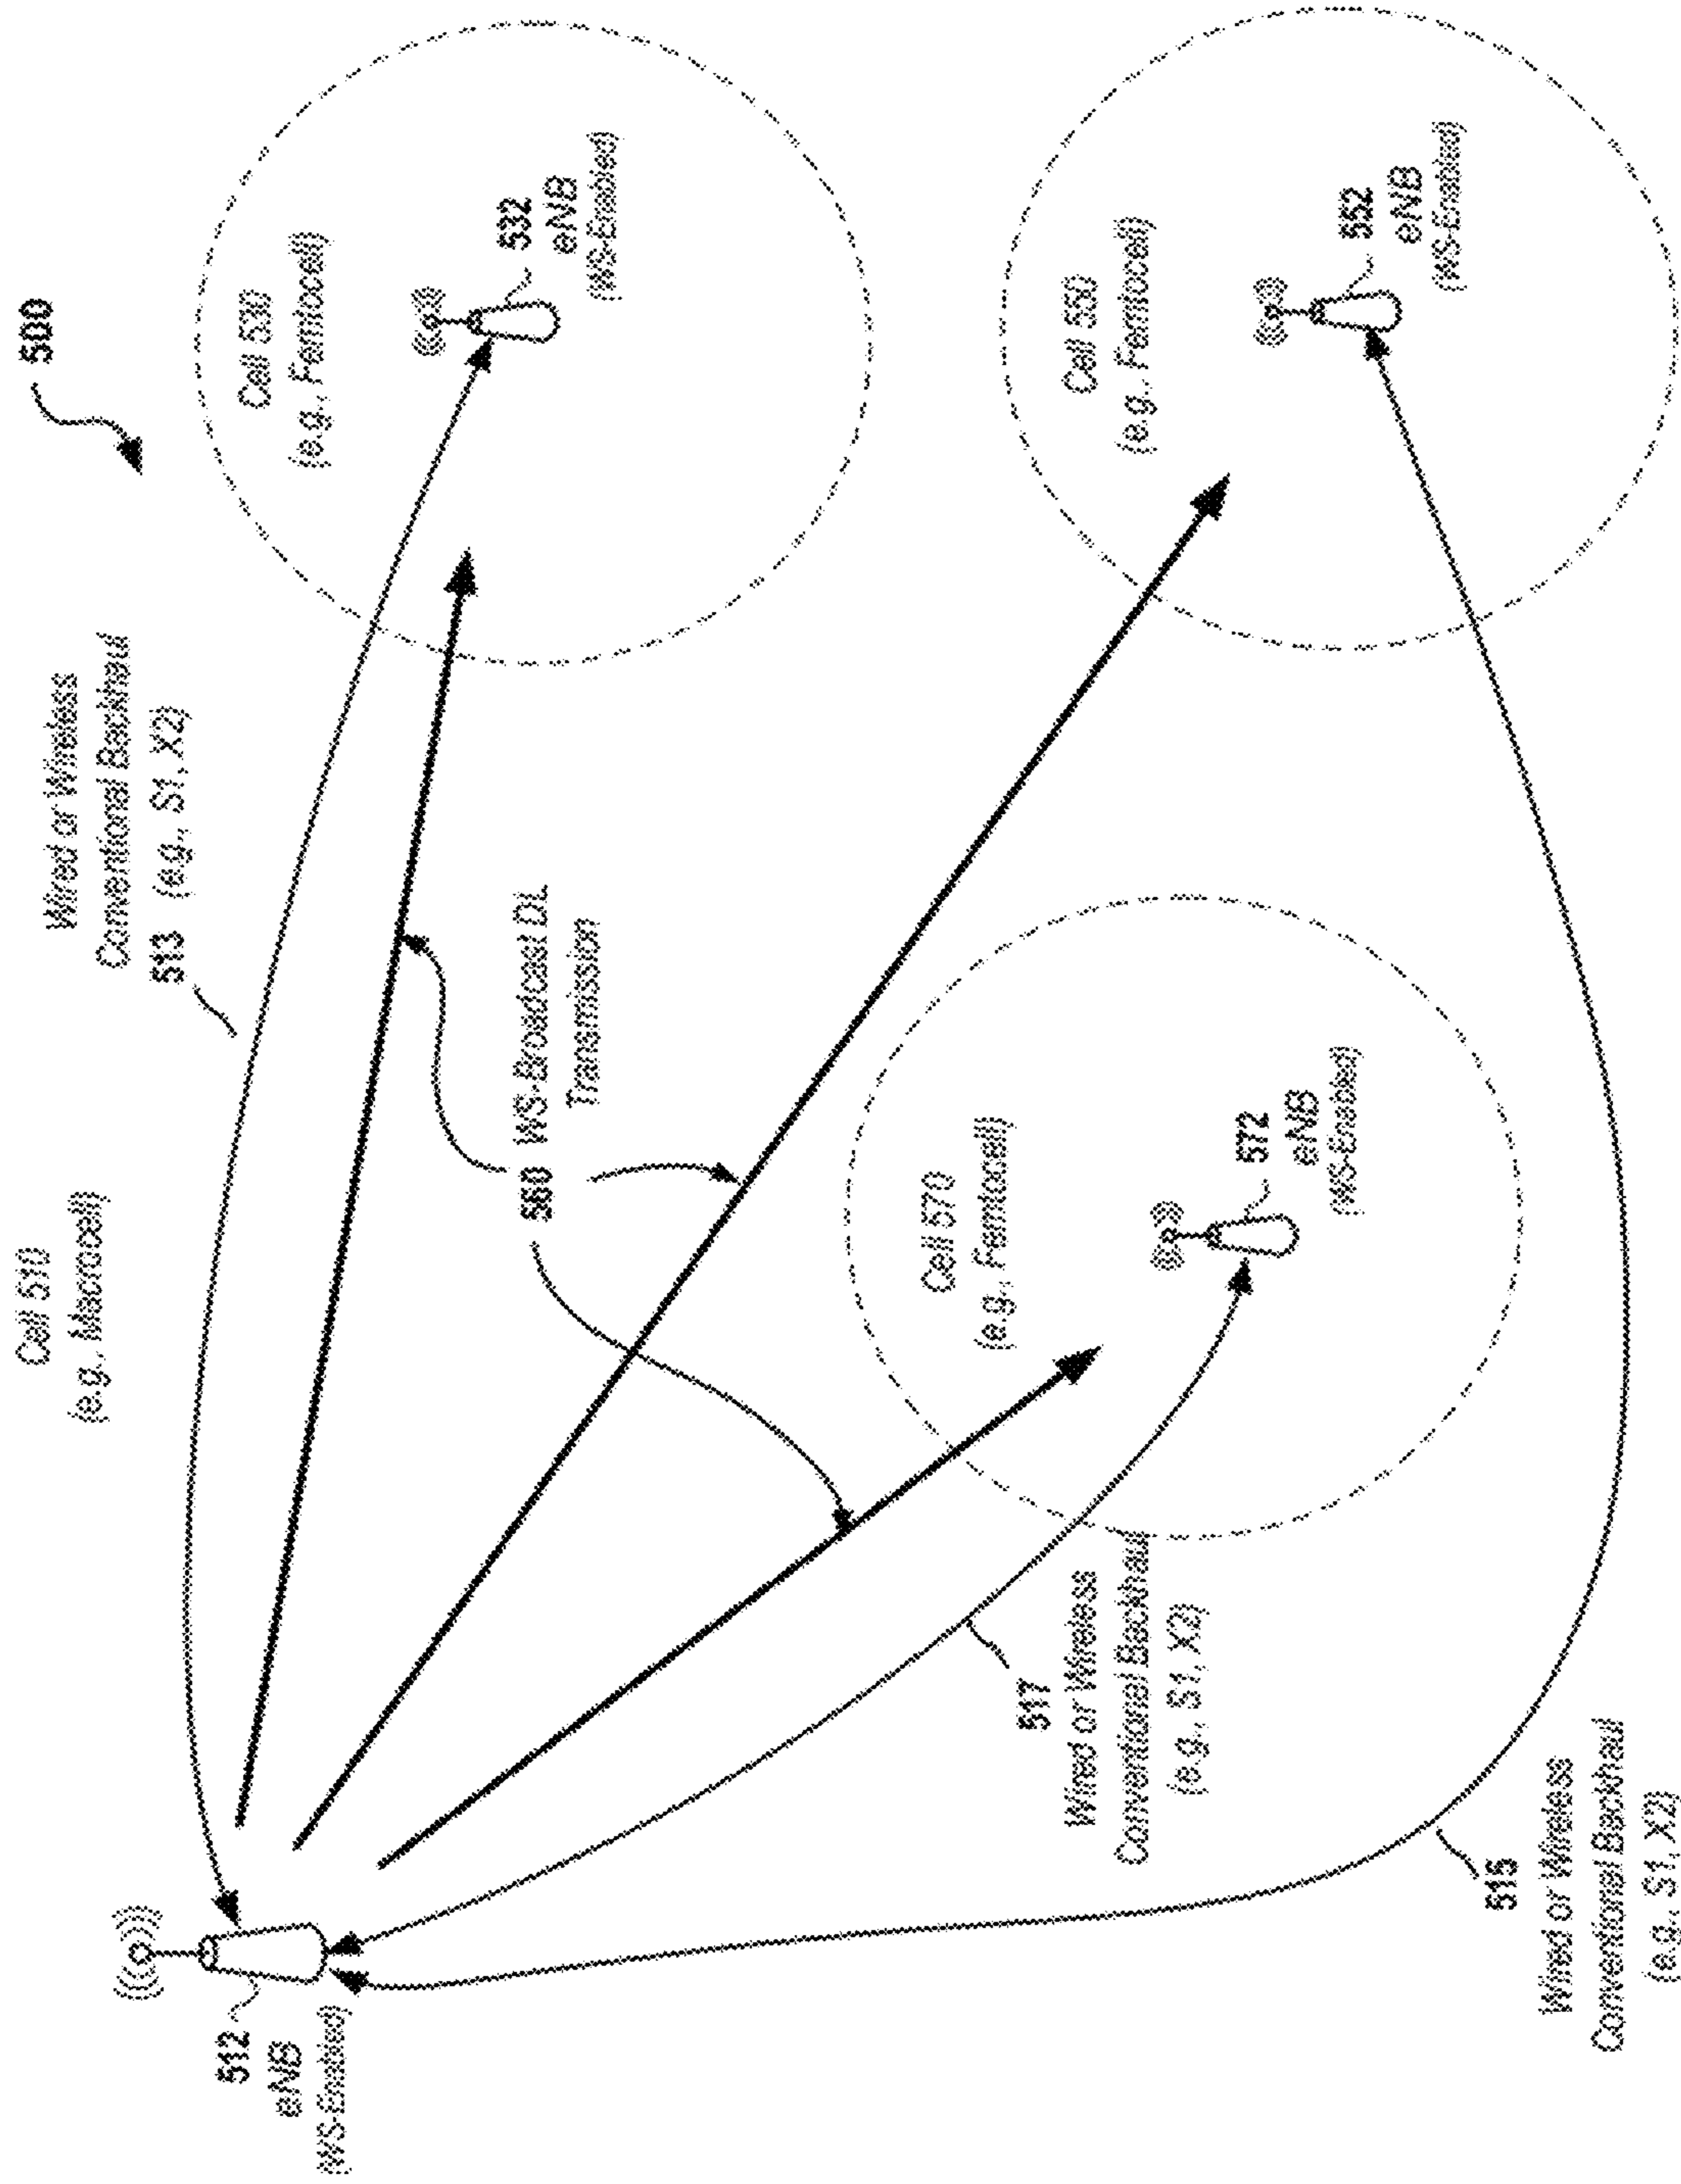 500
Cell 510
(e.g., Macrocell)
Wired or Wireless
Conventional Backhaul
513 (e.g., S1, X2)
Cell 530
(e.g., Femtocell)
532
eNB
(WS-Enabled)
512
eNB
(WS-Enabled)
560 WS-Broadcast DL
Transmission
Cell 570
(e.g., Femtocell)
572
eNB
(WS-Enabled)
Cell 550
(e.g., Femtocell)
552
eNB
(WS-Enabled)
517
Wired or Wireless
Conventional Backhaul
(e.g., S1, X2)
515
Wired or Wireless
Conventional Backhaul
(e.g., S1, X2)